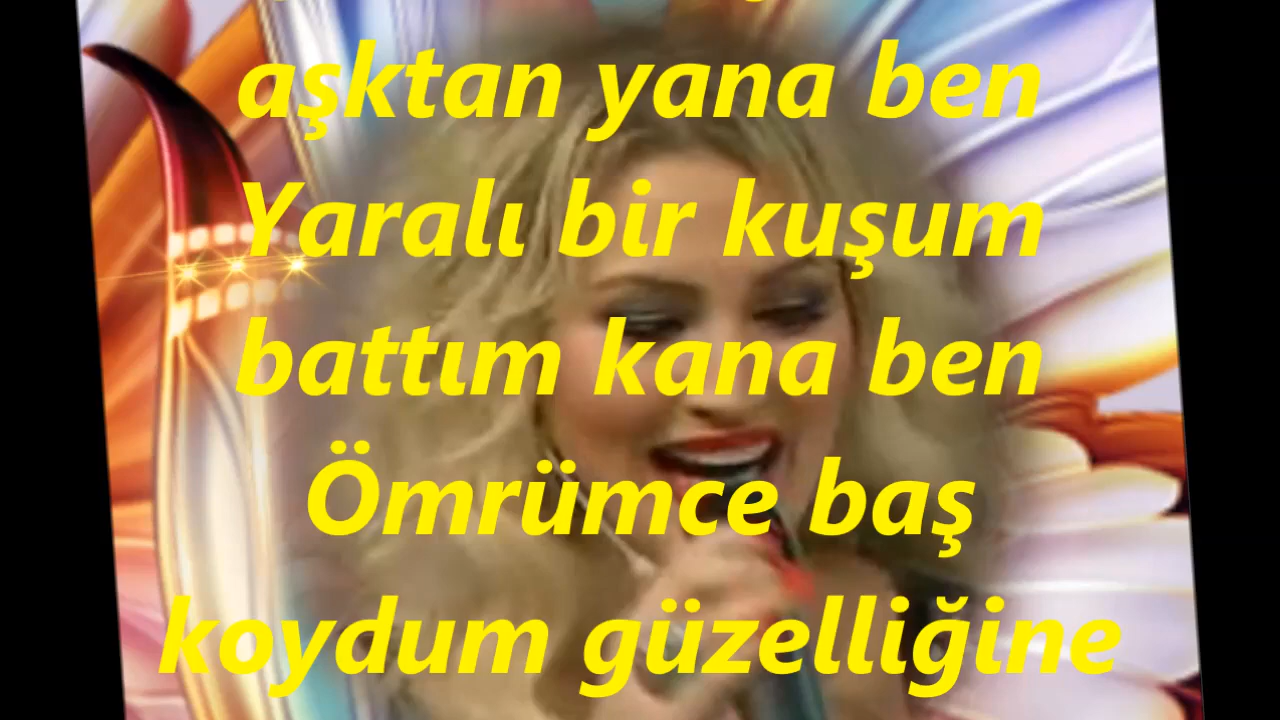 aşktan yana ben
Yaralı bir kuşum
battım kana ben
Ömrümce baş
koydum güzelliğine